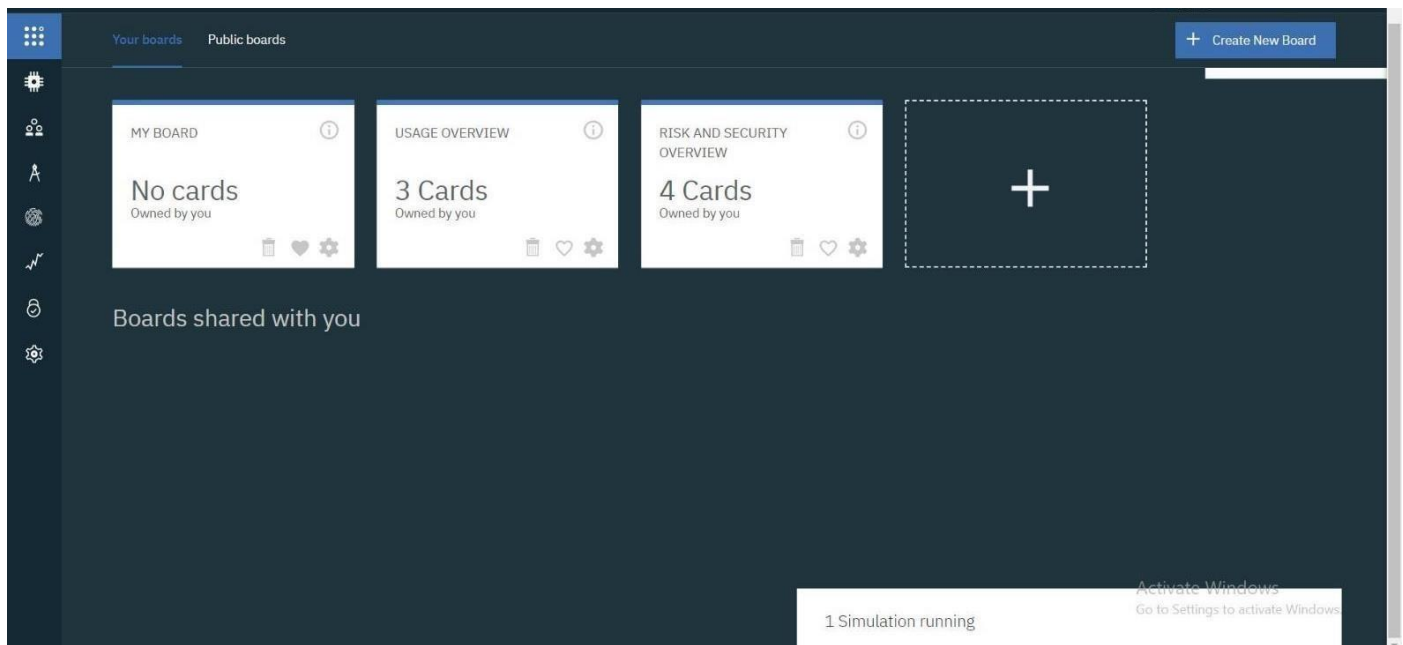 Your boards
Public boards
+ Create New Board
MY BOARD
No cards
Owned by you
USAGE OVERVIEW
3 Cards
Owned by you
RISK AND SECURITY
OVERVIEW
4 Cards
Owned by you
Boards shared with you
1 Simulation running
Activate Windows
Go to Settings to activate Windows.